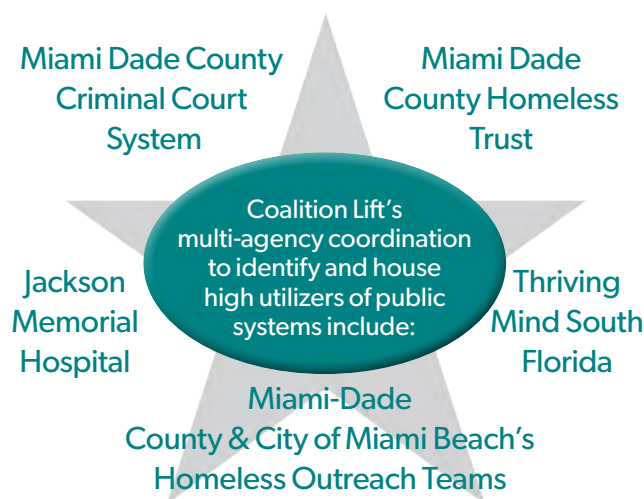 Miami Dade County
Criminal Court
System
Miami Dade
County Homeless
Trust
Coalition Lift’s
multi-agency coordination
to identify and house
high utilizers of public
systems include:
Jackson
Memorial
Hospital
Thriving
Mind South
Florida
Miami-Dade
County & City of Miami Beach’s
Homeless Outreach Teams